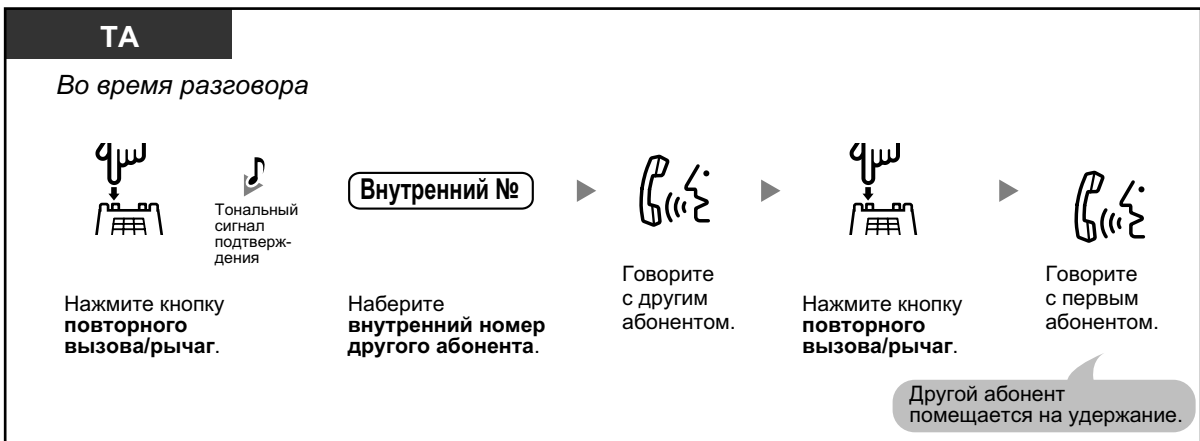 ТА
Во время разговора
Тональный
сигнал
подтверж-
дения
Внутренний №
Нажмите кнопку
повторного
вызова/рычаг.
Наберите
внутренний номер
другого абонента.
Говорите
с другим
абонентом.
Нажмите кнопку
повторного
вызова/рычаг.
Говорите
с первым
абонентом.
Другой абонент
помещается на удержание.